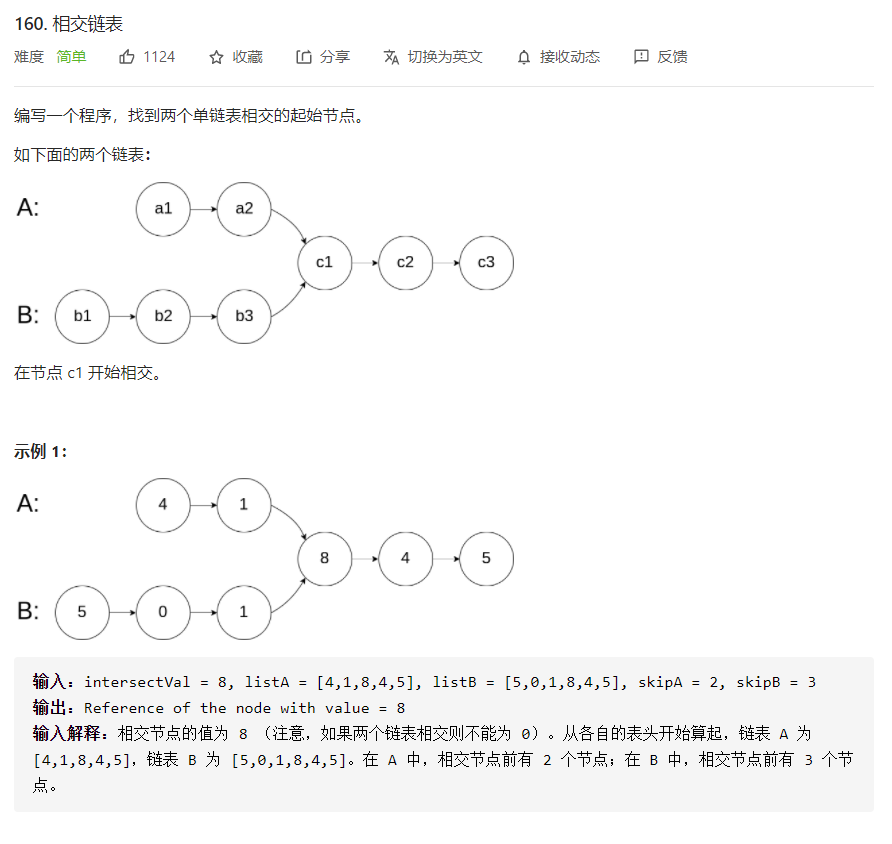 160. 相交链表
难度 简单 1124 收藏 分享 切换为英文 接收动态 反馈
编写一个程序，找到两个单链表相交的起始节点。
如下面的两个链表：
A: a1 a2
c1 c2 c3
B: b1 b2 b3
在节点 c1 开始相交。
示例 1：
A: 4 1
8 4 5
B: 5 0 1
输入：intersectVal = 8, listA = [4,1,8,4,5], listB = [5,0,1,8,4,5], skipA = 2, skipB = 3
输出：Reference of the node with value = 8
输入解释：相交节点的值为 8 （注意，如果两个链表相交则不能为 0）。从各自的表头开始算起，链表 A 为
[4,1,8,4,5]，链表 B 为 [5,0,1,8,4,5]。在 A 中，相交节点前有 2 个节点；在 B 中，相交节点前有 3 个节
点。